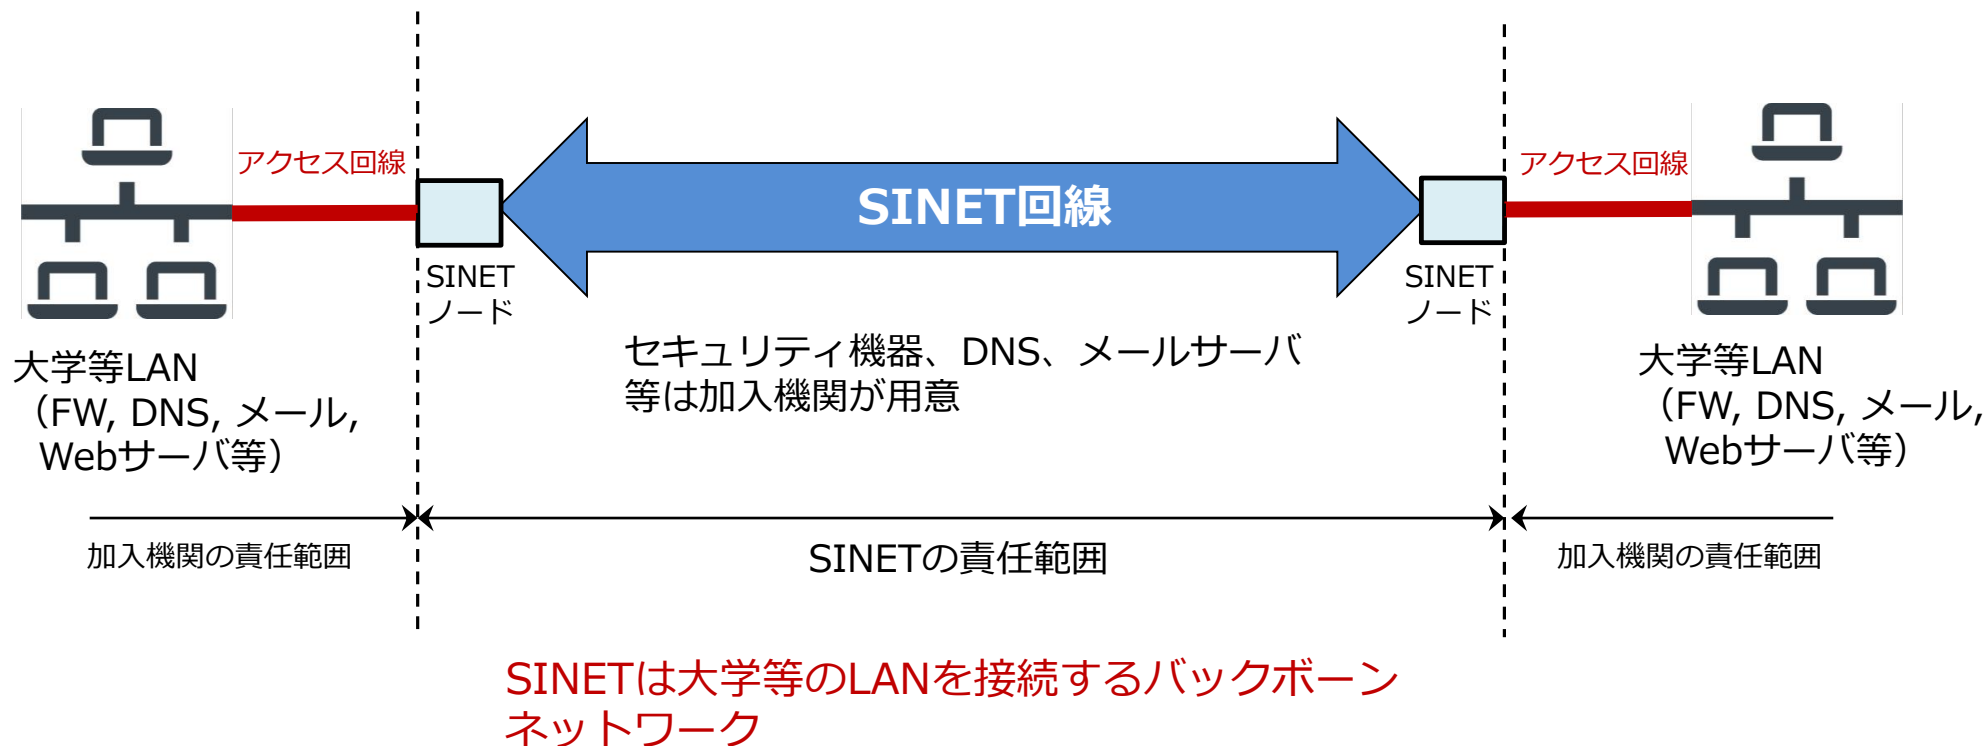 アクセス回線
SINET回線
アクセス回線
SINET
ノード
SINET
ノード
大学等LAN
（FW, DNS, メール,
Webサーバ等）
セキュリティ機器、DNS、メールサーバ
等は加入機関が用意
大学等LAN
（FW, DNS, メール,
Webサーバ等）
加入機関の責任範囲
SINETの責任範囲
加入機関の責任範囲
SINETは大学等のLANを接続するバックボーン
ネットワーク